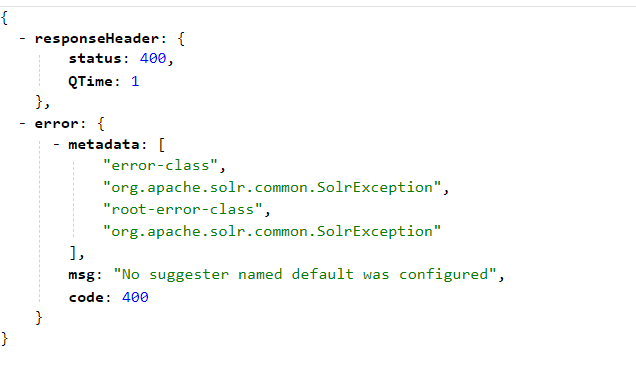 {
- responseHeader: {
status: 400,
QTime: 1
},
- error: {
- metadata: [
"error-class",
"org.apache.solr.common.SolrException",
"root-error-class",
"org.apache.solr.common.SolrException"
],
msg: "No suggester named default was configured",
code: 400
}
}